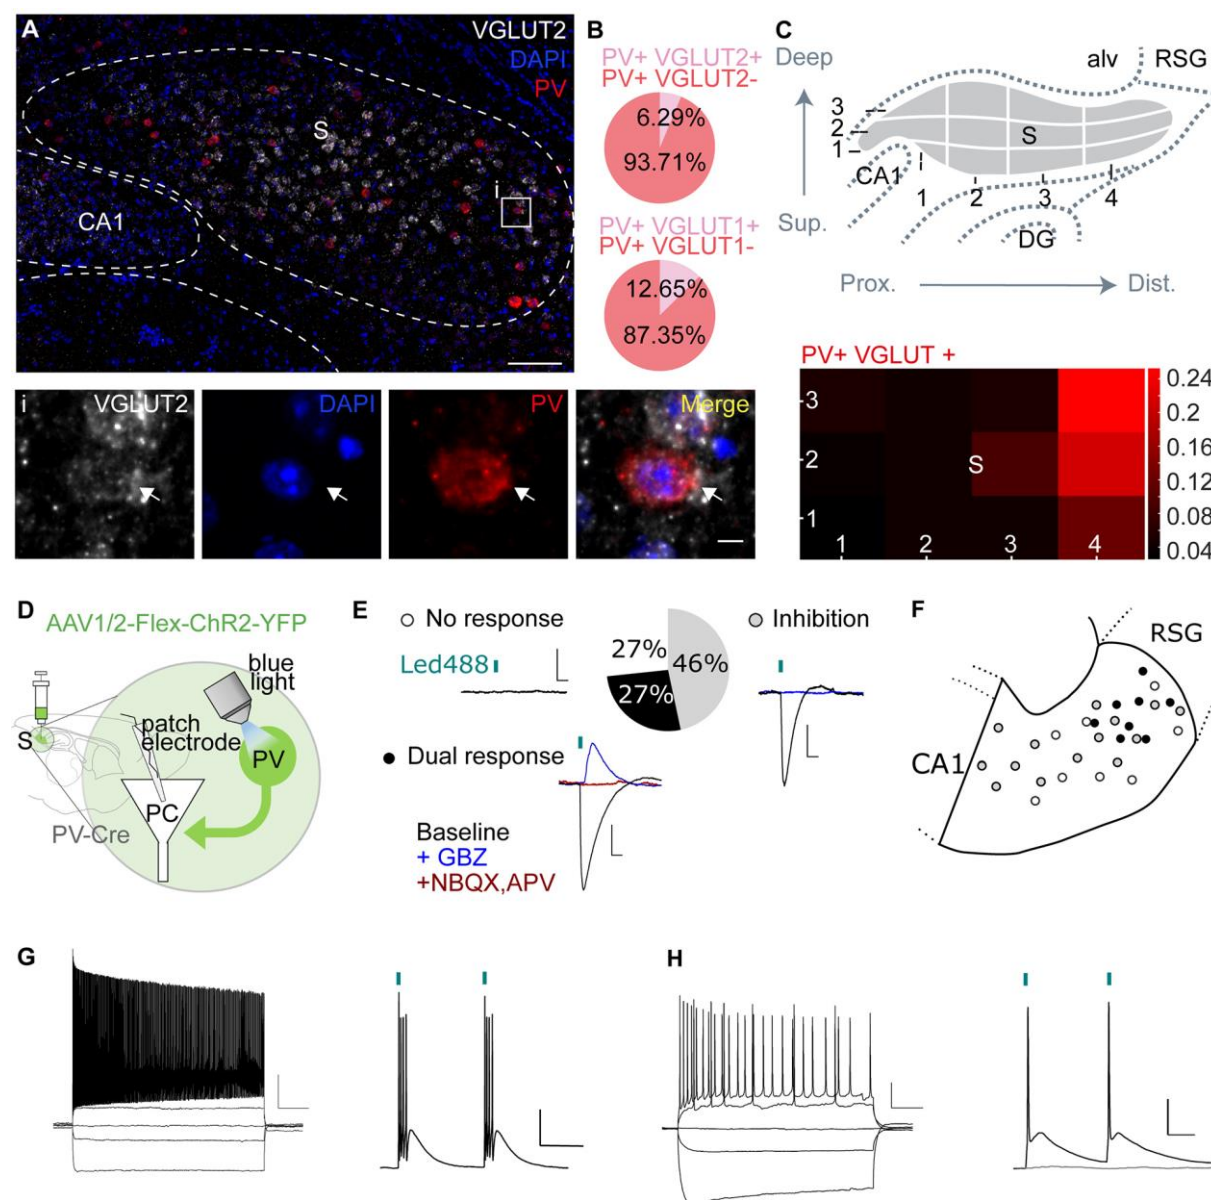 A
VGLUT2
DAPI
PV
S
i
CA1
B
PV+ VGLUT2+
PV+ VGLUT2-
6.29%
93.71%
PV+ VGLUT1+
PV+ VGLUT1-
12.65%
87.35%
C
Deep
Sup.
alv
RSG
3
2
1
S
CA1
1
2
3
4
DG
Prox.
Dist.
i
VGLUT2
DAPI
PV
Merge
PV+ VGLUT +
3
2
1
S
1
2
3
4
0.24
0.2
0.16
0.12
0.08
0.04
D
AAV1/2-Flex-ChR2-YFP
blue
light
patch
electrode
S
PV
PC
PV-Cre
E
No response
Led488
27%
46%
27%
Inhibition
Dual response
Baseline
+ GBZ
+NBQX,APV
F
RSG
CA1
G
H